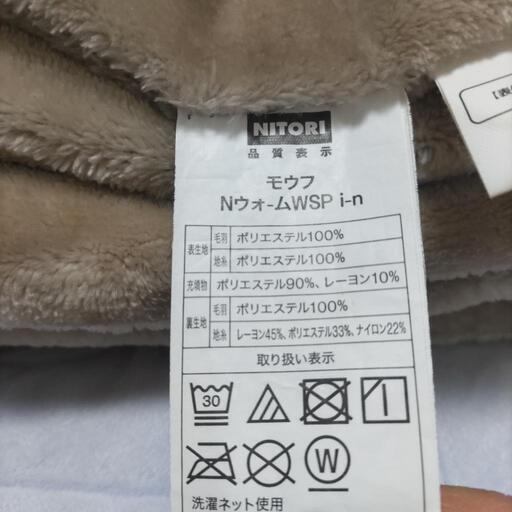 NITORI
品質表示
モウフ
NウォームWSP i-n
表生地 毛羽 ポリエステル100%
地糸 ポリエステル100%
充填物 ポリエステル90%、レーヨン10%
裏生地 毛羽 ポリエステル100%
地糸 レーヨン45%、ポリエステル33%、ナイロン22%
取り扱い表示
30
W
洗濯ネット使用